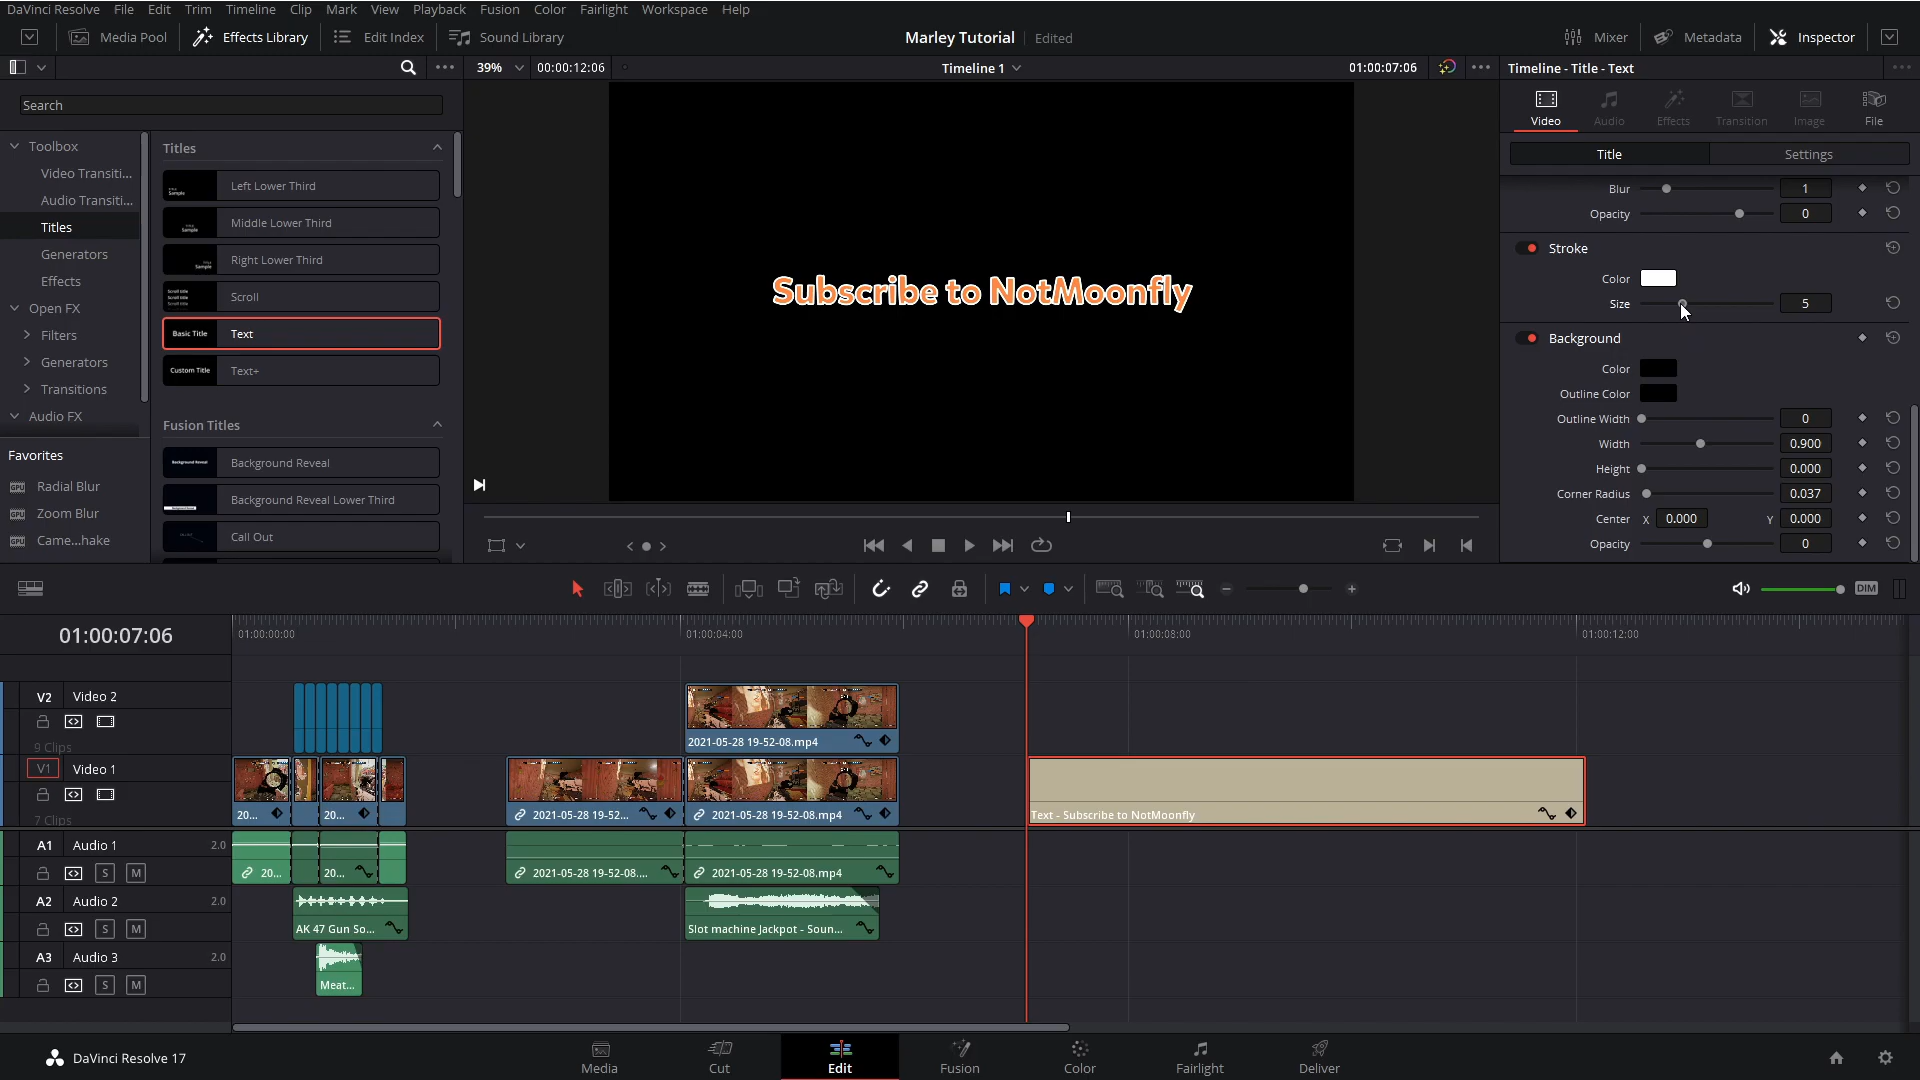 DaVinci Resolve File Edit Trim Timeline Clip Mark View Playback Fusion Color Fairlight Workspace Help
Media Pool Effects Library Edit Index Sound Library Marley Tutorial Edited Mixer Metadata Inspector
39% 00:00:12:06 Timeline 1 01:00:07:06 Timeline - Title - Text
Search
Video Audio Effects Transition Image File
Title Settings
Toolbox
Video Transiti...
Audio Transiti...
Titles
Generators
Effects
Open FX
Filters
Generators
Transitions
Audio FX
Favorites
Radial Blur
Zoom Blur
Came...hake
Titles
Left Lower Third
Middle Lower Third
Right Lower Third
Scroll
Basic Title Text
Custom Title Text+
Fusion Titles
Background Reveal Background Reveal
Background Reveal Lower Third
Call Out
Subscribe to NotMoonfly
Blur 1
Opacity 0
Stroke
Color
Size 5
Background
Color
Outline Color
Outline Width 0
Width 0.900
Height 0.000
Corner Radius 0.037
Center X 0.000 Y 0.000
Opacity 0
DIM
01:00:07:06 01:00:00:00 01:00:04:00 01:00:08:00 01:00:12:00
V2 Video 2
9 Clips
2021-05-28 19-52-08.mp4
V1 Video 1
7 Clips
20... 20... 2021-05-28 19-52... 2021-05-28 19-52-08.mp4 Text - Subscribe to NotMoonfly
A1 Audio 1 2.0
S M 20... 20... 2021-05-28 19-52-08.... 2021-05-28 19-52-08.mp4
A2 Audio 2 2.0
S M AK 47 Gun So... Slot machine Jackpot - Soun...
A3 Audio 3 2.0
S M Meat...
DaVinci Resolve 17 Media Cut Edit Fusion Color Fairlight Deliver